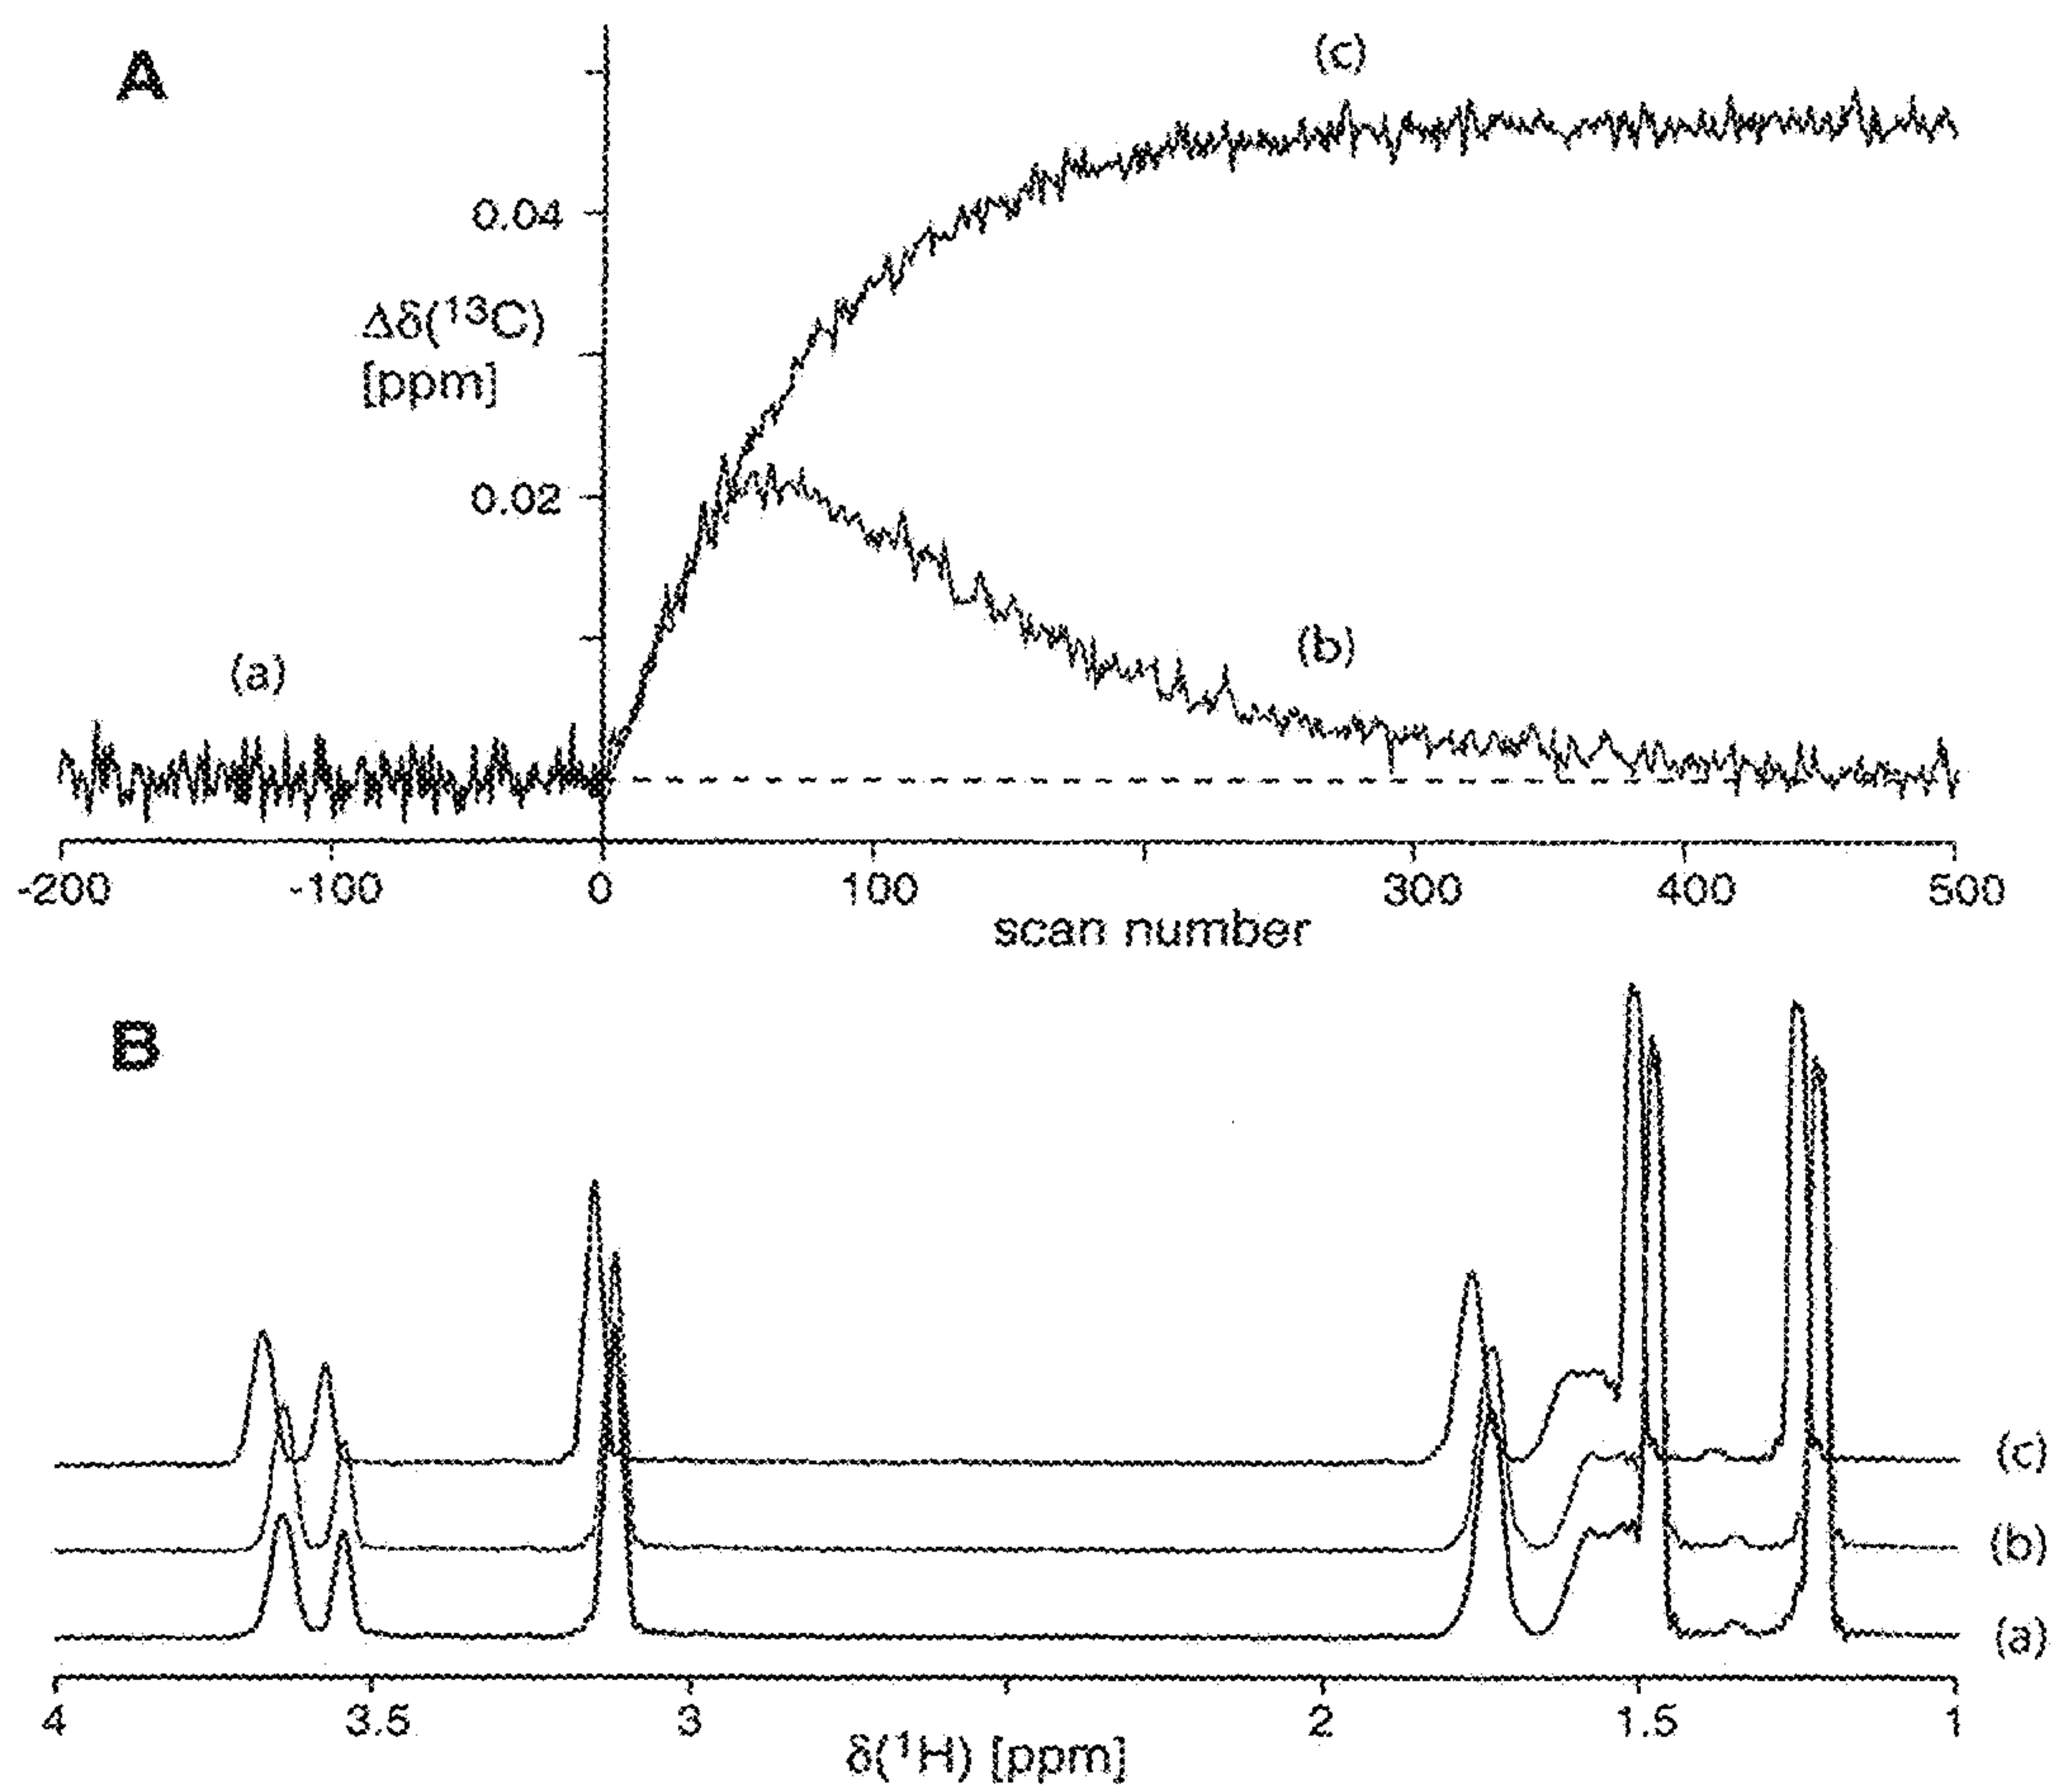 A
(c)
0.04
Δδ(¹³C)
[ppm]
0.02
(a)
(b)
-200 -100 0 100 300 400 500
scan number
B
(c)
(b)
(a)
4 3.5 3 2 1.5 1
δ(¹H) [ppm]